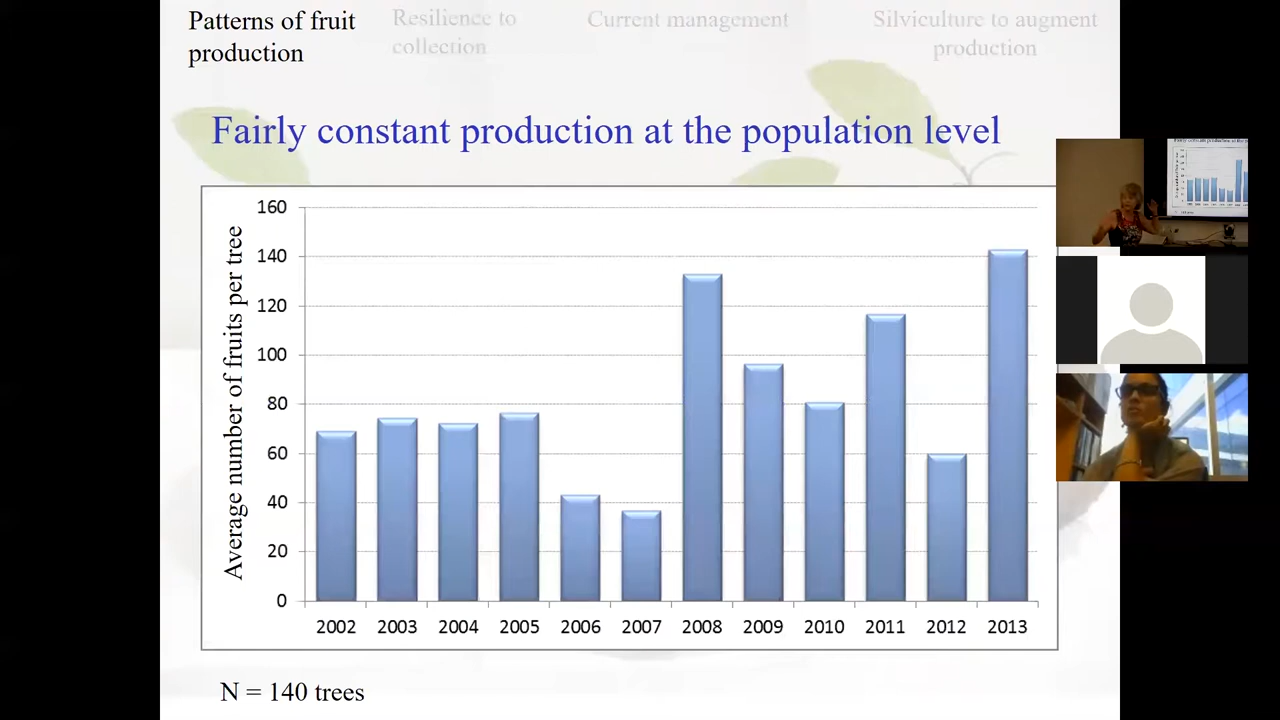 Patterns of fruit
production
Resilience to
collection
Current management
Silviculture to augment
production
Fairly constant production at the population level
Average number of fruits per tree
160
140
120
100
80
60
40
20
0
2002 2003 2004 2005 2006 2007 2008 2009 2010 2011 2012 2013
N = 140 trees